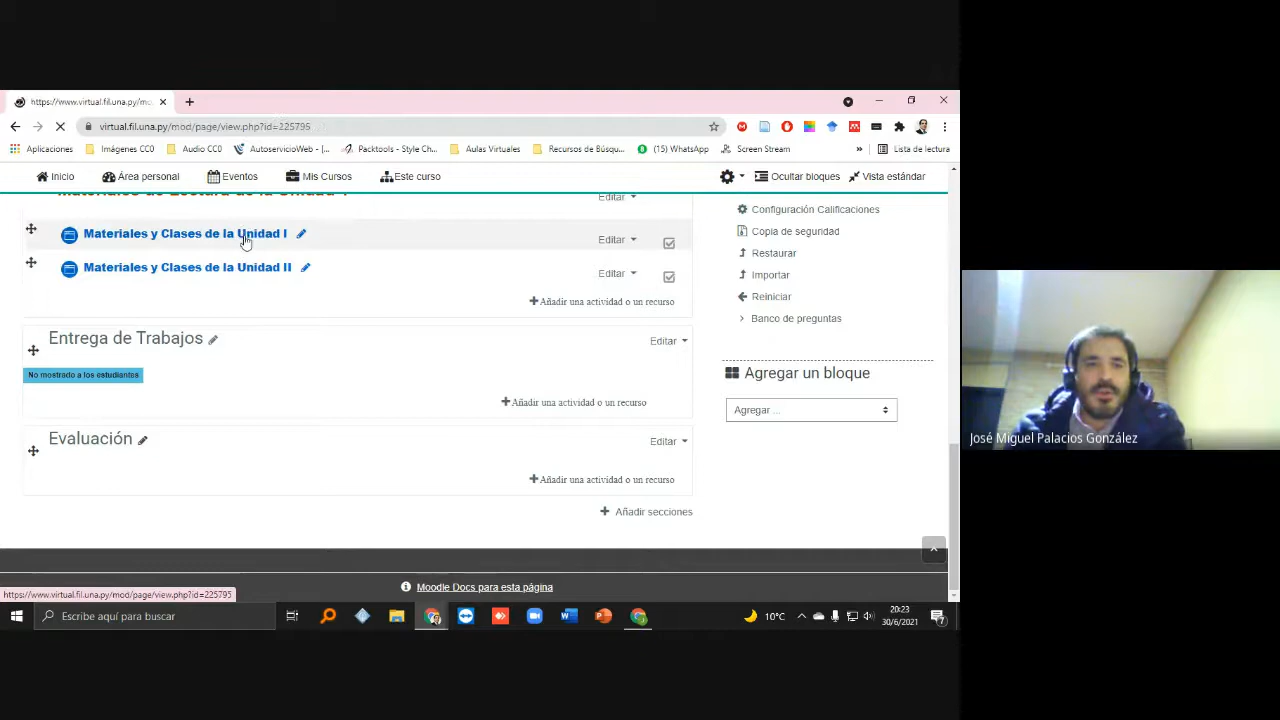 https://www.virtual.fil.una.py/mo
virtual.fil.una.py/mod/page/view.php?id=225795
Aplicaciones Imágenes CC0 Audio CC0 AutoservicioWeb - (... Packtools - Style Ch... Aulas Virtuales Recursos de Búsqu... (15) WhatsApp Screen Stream » Lista de lectura
Inicio Área personal Eventos Mis Cursos Este curso Ocultar bloques Vista estándar
Editar
Materiales y Clases de la Unidad I
Editar
Materiales y Clases de la Unidad II
Editar
Añadir una actividad o un recurso
Entrega de Trabajos
Editar
No mostrado a los estudiantes
Añadir una actividad o un recurso
Evaluación
Editar
Añadir una actividad o un recurso
Añadir secciones
Configuración Calificaciones
Copia de seguridad
Restaurar
Importar
Reiniciar
Banco de preguntas
Agregar un bloque
Agregar ...
José Miguel Palacios González
Moodle Docs para esta página
https://www.virtual.fil.una.py/mod/page/view.php?id=225795
Escribe aquí para buscar
10°C
20:23
30/6/2021